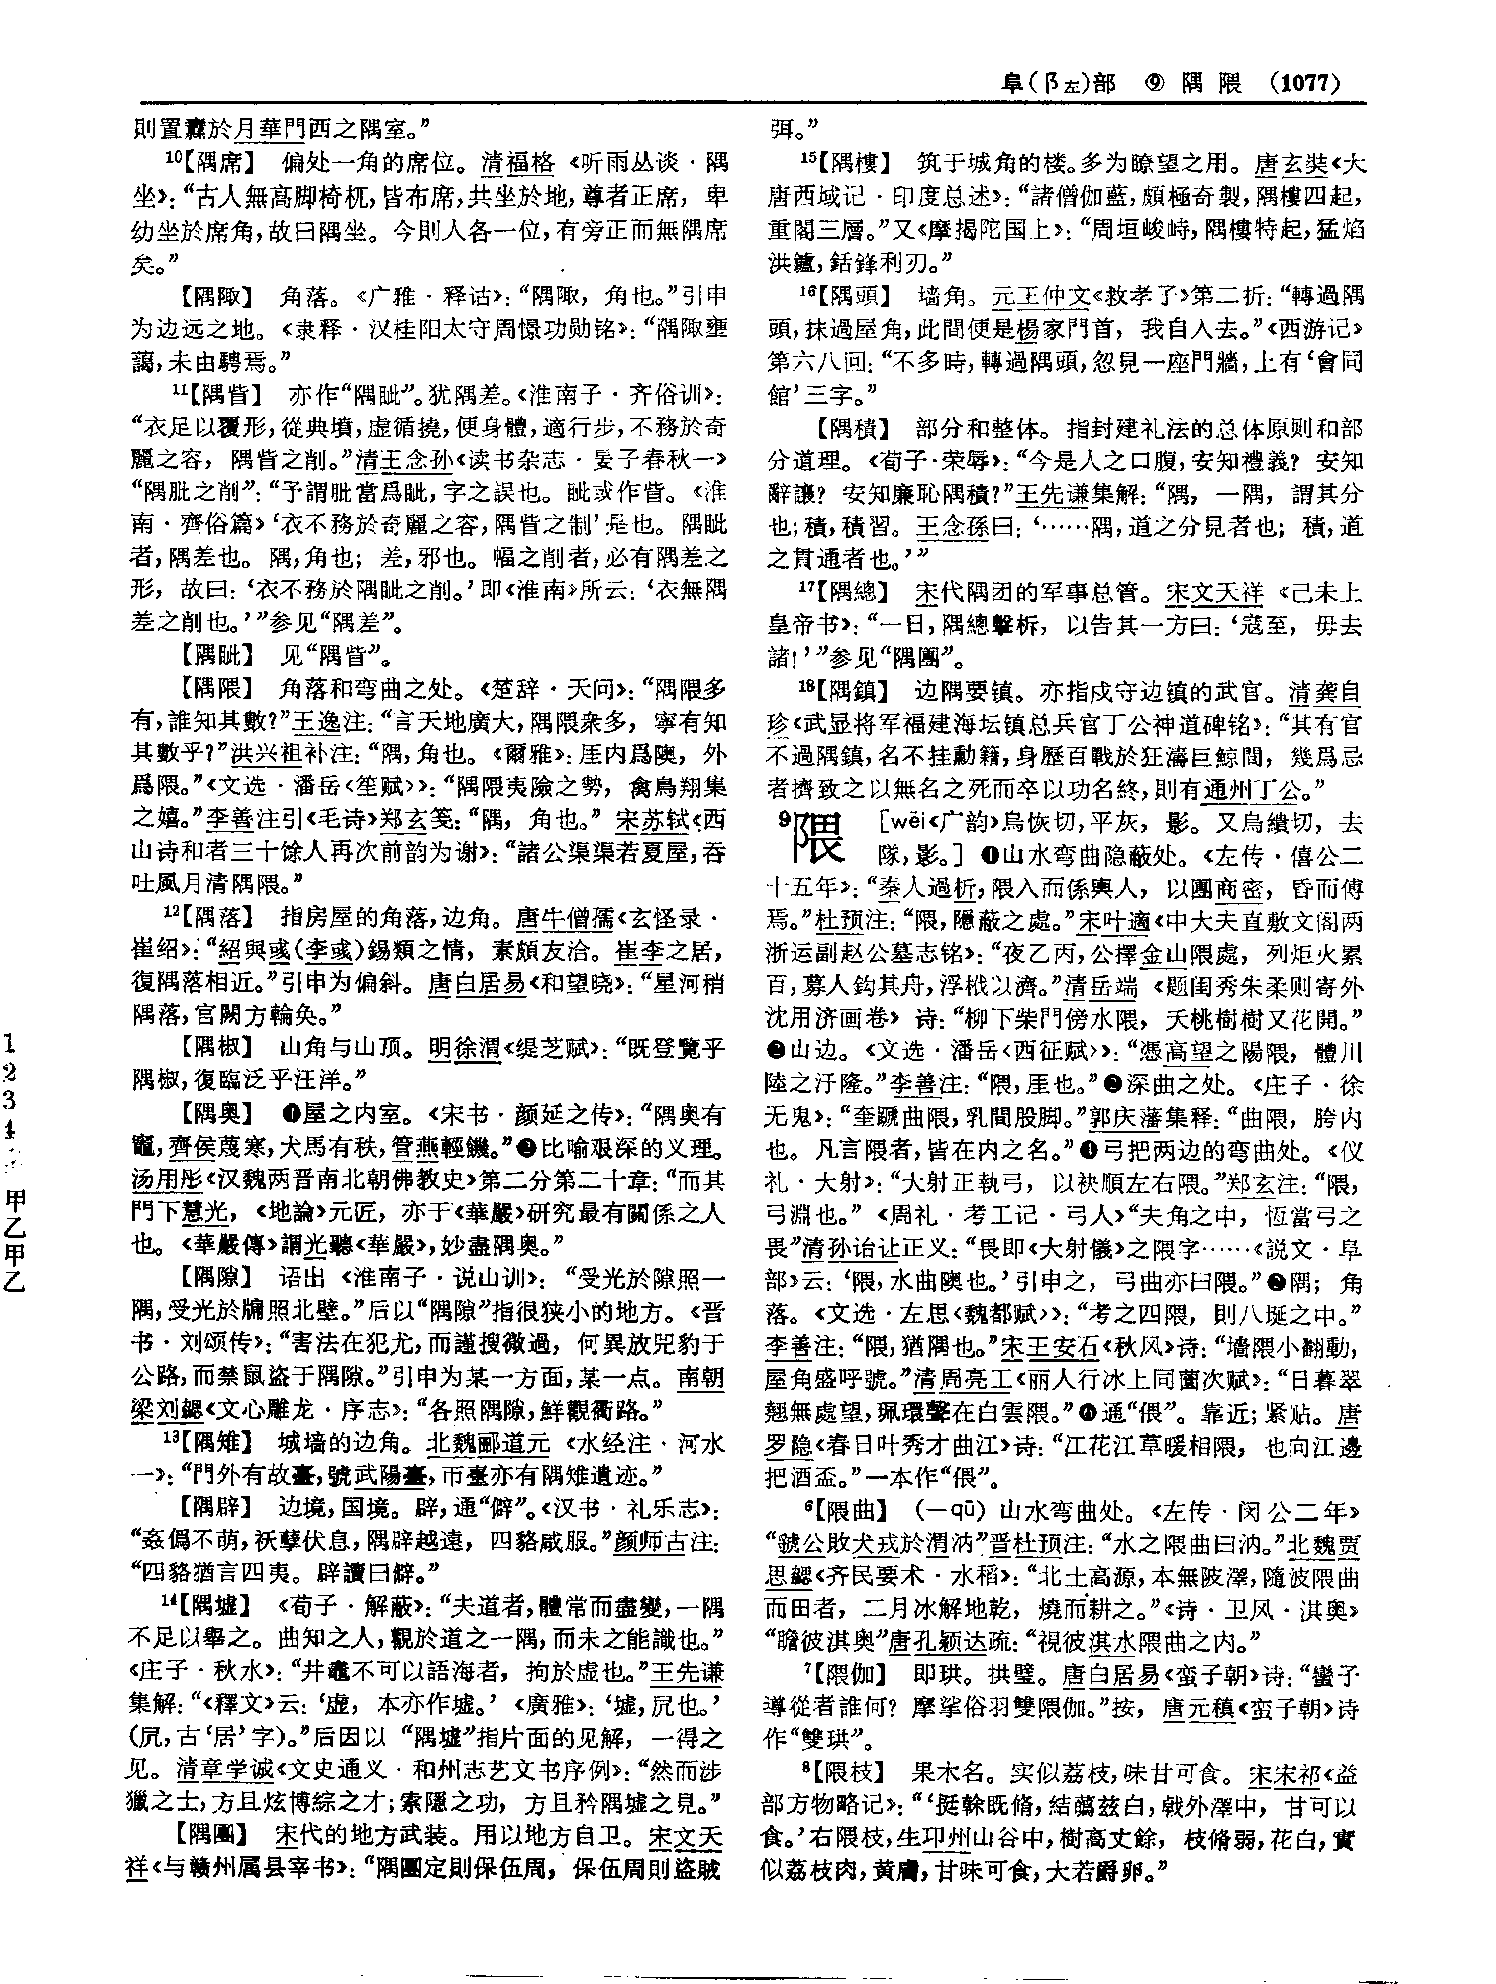 阜(阝左)部 ⑨ 隅 隈 (1077)
則置纛於月華門西之隅室。”
10【隅席】 偏处一角的席位。清福格《听雨丛谈·隅
坐》：“古人無高脚椅杌，皆布席，共坐於地，尊者正席，卑
幼坐於席角，故曰隅坐。今則人各一位，有旁正而無隅席
矣。”
【隅陬】 角落。《广雅·释诂》：“隅陬，角也。”引申
为边远之地。《隶释·汉桂阳太守周憬功勋铭》：“隅陬壅
藹，未由騁焉。”
11【隅眥】 亦作“隅眦”。犹隅差。《淮南子·齐俗训》：
“衣足以覆形，從典墳，虚循撓，便身體，適行步，不務於奇
麗之容，隅眥之削。”清王念孙《读书杂志·晏子春秋一》
“隅肶之削”：“予謂肶當爲眦，字之誤也。眦或作眥。《淮
南·齊俗篇》‘衣不務於奇麗之容，隅眥之制’是也。隅眦
者，隅差也。隅，角也；差，邪也。幅之削者，必有隅差之
形，故曰：‘衣不務於隅眦之削。’即《淮南》所云：‘衣無隅
差之削也。’”参见“隅差”。
【隅眦】 见“隅眥”。
【隅隈】 角落和弯曲之处。《楚辞·天问》：“隅隈多
有，誰知其數？”王逸注：“言天地廣大，隅隈衆多，寧有知
其數乎？”洪兴祖补注：“隅，角也。《爾雅》：厓内爲隩，外
爲隈。”《文选·潘岳〈笙赋〉》：“隅隈夷險之勢，禽鳥翔集
之嬉。”李善注引《毛诗》郑玄笺：“隅，角也。”宋苏轼《西
山诗和者三十馀人再次前韵为谢》：“諸公渠渠若夏屋，吞
吐風月清隅隈。”
12【隅落】 指房屋的角落，边角。唐牛僧孺《玄怪录·
崔绍》：“紹與彧(李彧)錫類之情，素頗友洽。崔李之居，
復隅落相近。”引申为偏斜。唐白居易《和望晓》：“星河稍
隅落，官闕方輪奂。”
【隅椒】 山角与山顶。明徐渭《缇芝赋》：“既登覽乎
隅椒，復臨泛乎汪洋。”
【隅奥】 ❶屋之内室。《宋书·颜延之传》：“隅奥有
竈，齊侯蔑寒，犬馬有秩，管燕輕饑。”❷比喻艰深的义理。
汤用彤《汉魏两晋南北朝佛教史》第二分第二十章：“而其
門下慧光，《地論》元匠，亦于《華嚴》研究最有關係之人
也。《華嚴傳》謂光聽《華嚴》，妙盡隅奥。”
【隅隙】 语出《淮南子·说山训》：“受光於隙照一
隅，受光於牖照北壁。”后以“隅隙”指很狭小的地方。《晋
书·刘颂传》：“害法在犯尤，而謹搜微過，何異放兕豹于
公路，而禁鼠盗于隅隙。”引申为某一方面，某一点。南朝
梁刘勰《文心雕龙·序志》：“各照隅隙，鮮觀衢路。”
13【隅雉】 城墙的边角。北魏郦道元《水经注·河水
一》：“門外有故臺，號武陽臺，帀臺亦有隅雉遺迹。”
【隅辟】 边境，国境。辟，通“僻”。《汉书·礼乐志》：
“姦僞不萌，祅孽伏息，隅辟越遠，四貉咸服。”颜师古注：
“四貉猶言四夷。辟讀曰僻。”
14【隅墟】 《荀子·解蔽》：“夫道者，體常而盡變，一隅
不足以舉之。曲知之人，觀於道之一隅，而未之能識也。”
《庄子·秋水》：“井鼃不可以語海者，拘於虚也。”王先谦
集解：“《釋文》云：‘虚，本亦作墟。’《廣雅》：‘墟，凥也。’
(凥，古‘居’字)。”后因以“隅墟”指片面的见解，一得之
见。清章学诚《文史通义·和州志艺文书序例》：“然而涉
獵之士，方且炫博綜之才；索隱之功，方且矜隅墟之見。”
【隅團】 宋代的地方武装。用以地方自卫。宋文天
祥《与赣州属县宰书》：“隅團定則保伍周，保伍周則盜賊
弭。”
15【隅樓】 筑于城角的楼。多为瞭望之用。唐玄奘《大
唐西域记·印度总述》：“諸僧伽藍，頗極奇製，隅樓四起，
重閣三層。”又《摩揭陀国上》：“周垣峻峙，隅樓特起，猛焰
洪鑪，銛鋒利刃。”
16【隅頭】 墙角。元王仲文《救孝子》第二折：“轉過隅
頭，抹過屋角，此間便是楊家門首，我自入去。”《西游记》
第六八回：“不多時，轉過隅頭，忽見一座門牆，上有‘會同
館’三字。”
【隅積】 部分和整体。指封建礼法的总体原则和部
分道理。《荀子·荣辱》：“今是人之口腹，安知禮義？安知
辭讓？安知廉恥隅積？”王先谦集解：“隅，一隅，謂其分
也；積，積習。王念孫曰：‘……隅，道之分見者也；積，道
之貫通者也。’”
17【隅總】 宋代隅团的军事总管。宋文天祥《己未上
皇帝书》：“一日，隅總擊柝，以告其一方曰：‘寇至，毋去
諸！’”参见“隅團”。
18【隅鎮】 边隅要镇。亦指戍守边镇的武官。清龚自
珍《武显将军福建海坛镇总兵官丁公神道碑铭》：“其有官
不過隅鎮，名不挂勳籍，身歷百戰於狂濤巨鯨間，幾爲忌
者擠致之以無名之死而卒以功名終，則有通州丁公。”
9隈 [wēi《广韵》烏恢切，平灰，影。又烏繢切，去
隊，影。] ❶山水弯曲隐蔽处。《左传·僖公二
十五年》：“秦人過析，隈入而係輿人，以圍商密，昏而傅
焉。”杜预注：“隈，隱蔽之處。”宋叶適《中大夫直敷文阁两
浙运副赵公墓志铭》：“夜乙丙，公擇金山隈處，列炬火累
百，募人鈎其舟，浮栰以濟。”清岳端《题闺秀朱柔则寄外
沈用济画卷》诗：“柳下柴門傍水隈，夭桃樹樹又花開。”
❷山边。《文选·潘岳〈西征赋〉》：“憑高望之陽隈，體川
陸之汙隆。”李善注：“隈，厓也。”❸深曲之处。《庄子·徐
无鬼》：“奎蹏曲隈，乳間股脚。”郭庆藩集释：“曲隈，胯内
也。凡言隈者，皆在内之名。”❹弓把两边的弯曲处。《仪
礼·大射》：“大射正執弓，以袂順左右隈。”郑玄注：“隈，
弓淵也。”《周礼·考工记·弓人》“夫角之中，恆當弓之
畏”清孙诒让正义：“畏即《大射儀》之隈字……《説文·𨸏
部》云：‘隈，水曲隩也。’引申之，弓曲亦曰隈。”❺隅；角
落。《文选·左思〈魏都赋〉》：“考之四隈，則八埏之中。”
李善注：“隈，猶隅也。”宋王安石《秋风》诗：“墻隈小翻動，
屋角盛呼號。”清周亮工《丽人行冰上同薗次赋》：“日暮翠
翹無處望，珮環聲在白雲隈。”❻通“偎”。靠近；紧贴。唐
罗隐《春日叶秀才曲江》诗：“江花江草暖相隈，也向江邊
把酒盃。”一本作“偎”。
6【隈曲】 (—qū) 山水弯曲处。《左传·闵公二年》
“虢公敗犬戎於渭汭”晋杜预注：“水之隈曲曰汭。”北魏贾
思勰《齐民要术·水稻》：“北土高源，本無陂澤，隨逐隈曲
而田者，二月冰解地乾，燒而耕之。”《诗·卫风·淇奥》
“瞻彼淇奥”唐孔颖达疏：“視彼淇水隈曲之内。”
7【隈伽】 即珙。拱璧。唐白居易《蛮子朝》诗：“蠻子
導從者誰何？摩挲俗羽雙隈伽。”按，唐元稹《蛮子朝》诗
作“雙珙”。
8【隈枝】 果木名。实似荔枝，味甘可食。宋宋祁《益
部方物略记》：“‘挺榦既脩，結蘤兹白，戟外澤中，甘可以
食。’右隈枝，生邛州山谷中，樹高丈餘，枝脩弱，花白，實
似荔枝肉，黄膚，甘味可食，大若爵卵。”
1
2
3
4
甲
乙
甲
乙